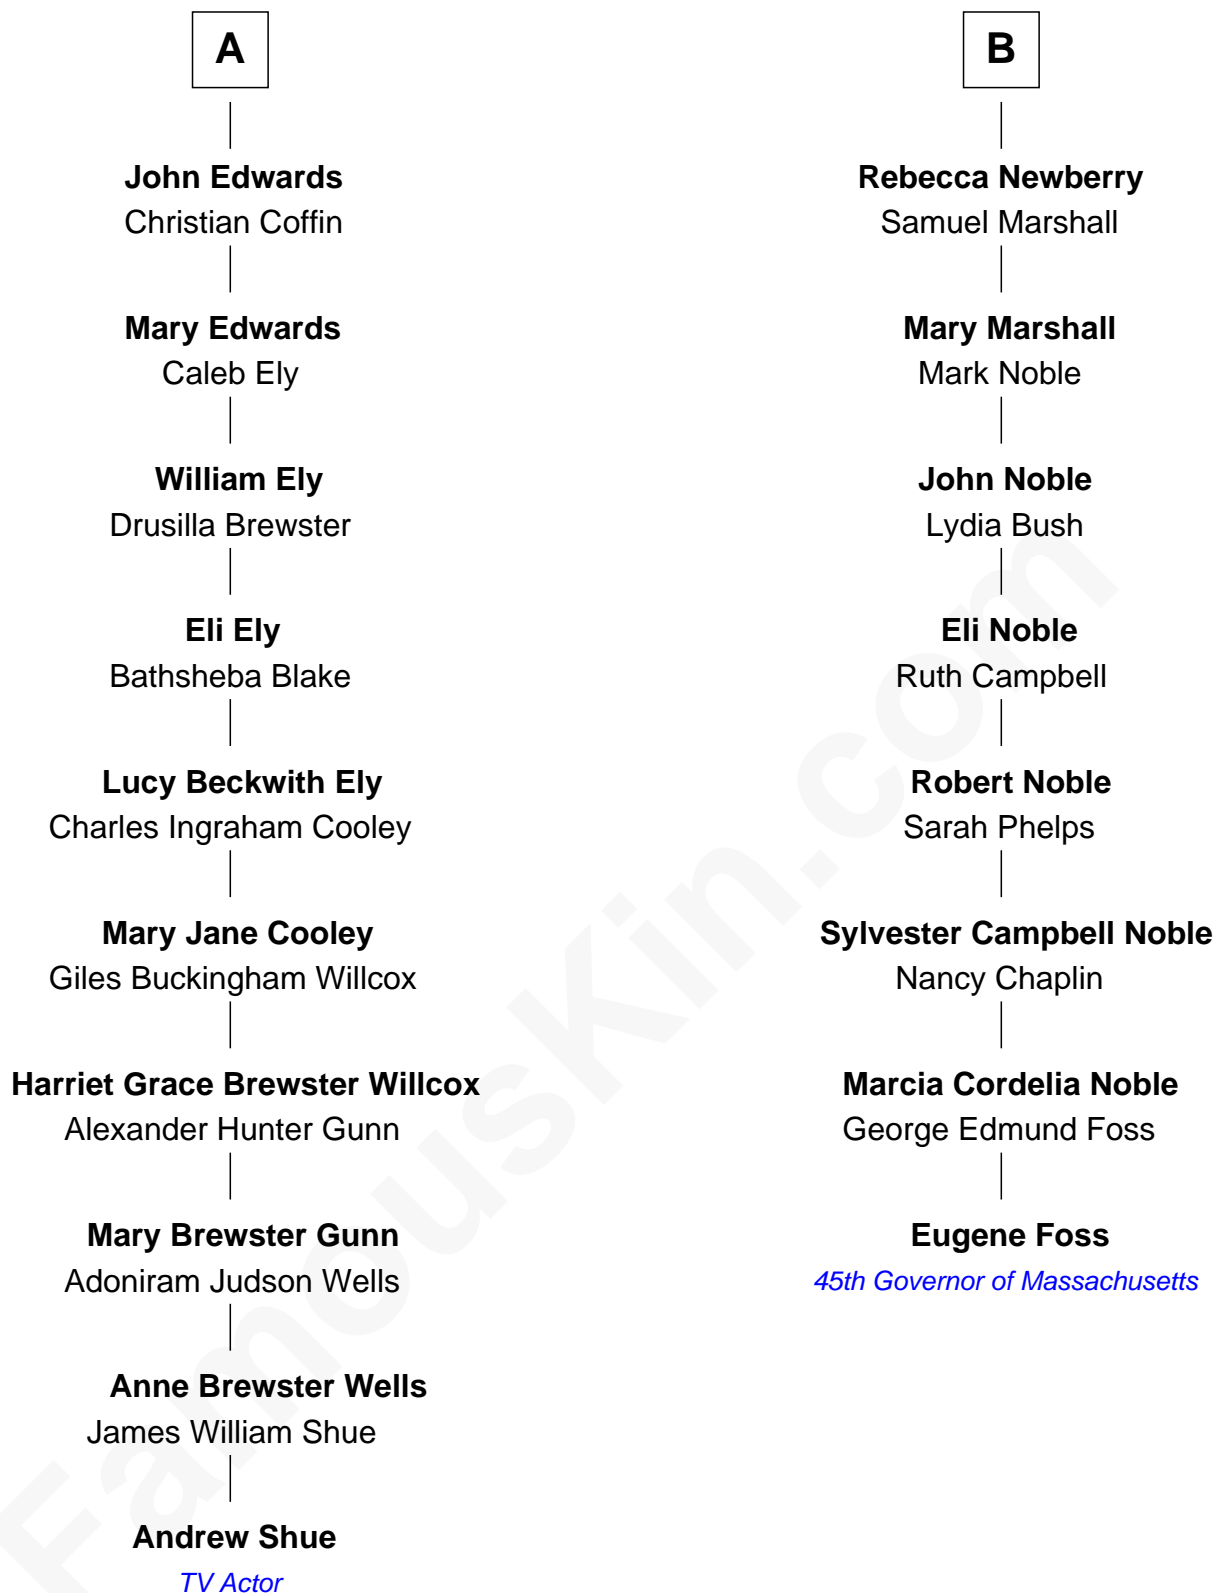 A
John Edwards
Christian Coffin
Mary Edwards
Caleb Ely
William Ely
Drusilla Brewster
Eli Ely
Bathsheba Blake
Lucy Beckwith Ely
Charles Ingraham Cooley
Mary Jane Cooley
Giles Buckingham Willcox
Harriet Grace Brewster Willcox
Alexander Hunter Gunn
Mary Brewster Gunn
Adoniram Judson Wells
Anne Brewster Wells
James William Shue
Andrew Shue
TV Actor
B
Rebecca Newberry
Samuel Marshall
Mary Marshall
Mark Noble
John Noble
Lydia Bush
Eli Noble
Ruth Campbell
Robert Noble
Sarah Phelps
Sylvester Campbell Noble
Nancy Chaplin
Marcia Cordelia Noble
George Edmund Foss
Eugene Foss
45th Governor of Massachusetts
FamousKin.com